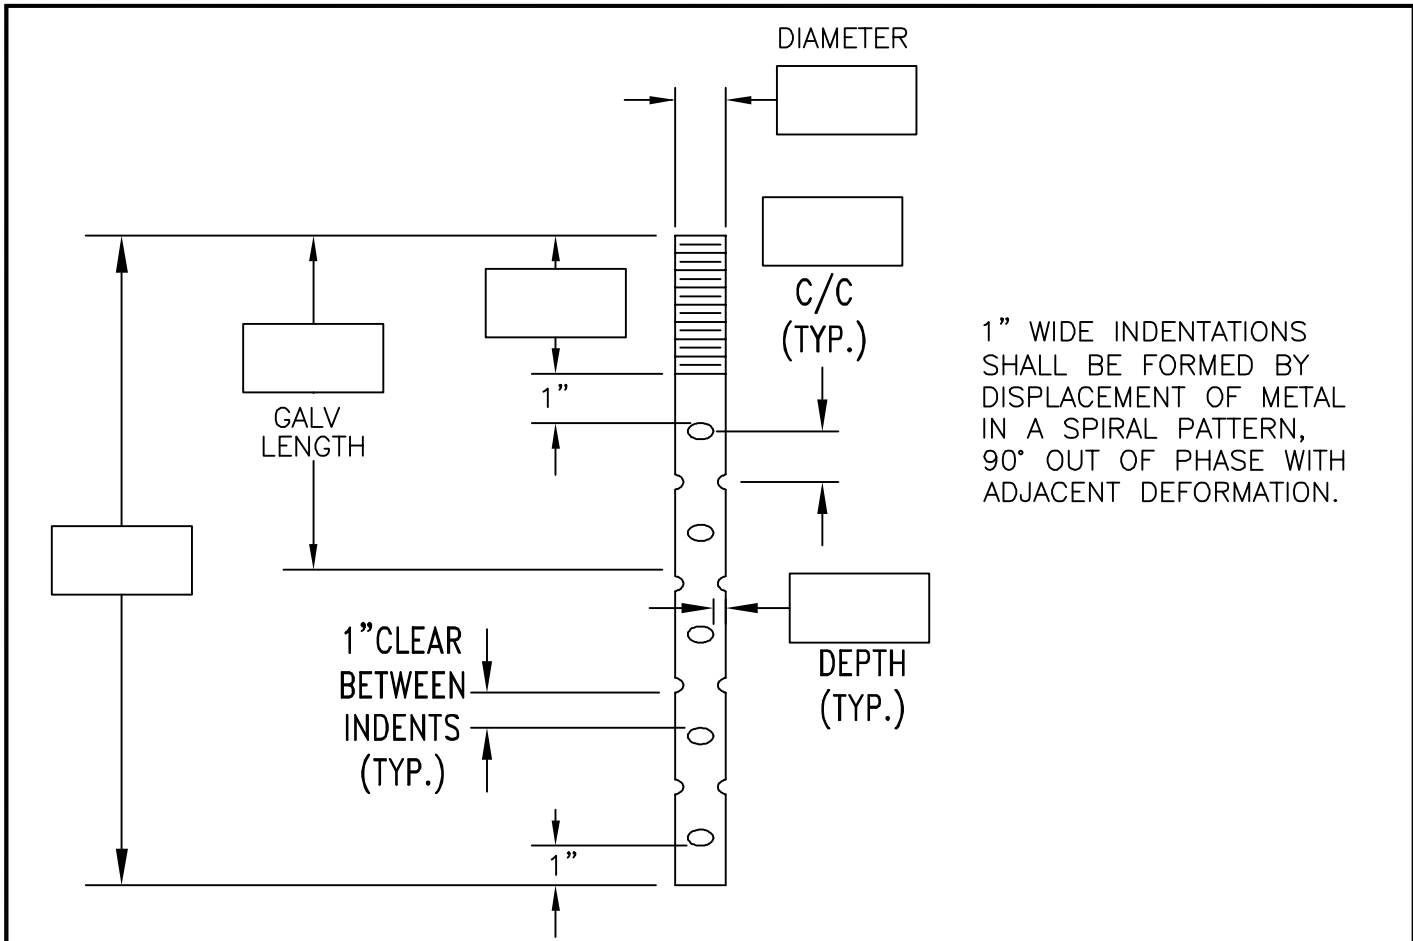 DIAMETER
C/C
(TYP.)
1” WIDE INDENTATIONS
SHALL BE FORMED BY
DISPLACEMENT OF METAL
IN A SPIRAL PATTERN,
90° OUT OF PHASE WITH
ADJACENT DEFORMATION.
1”
GALV
LENGTH
1”CLEAR
BETWEEN
INDENTS
(TYP.)
DEPTH
(TYP.)
1”